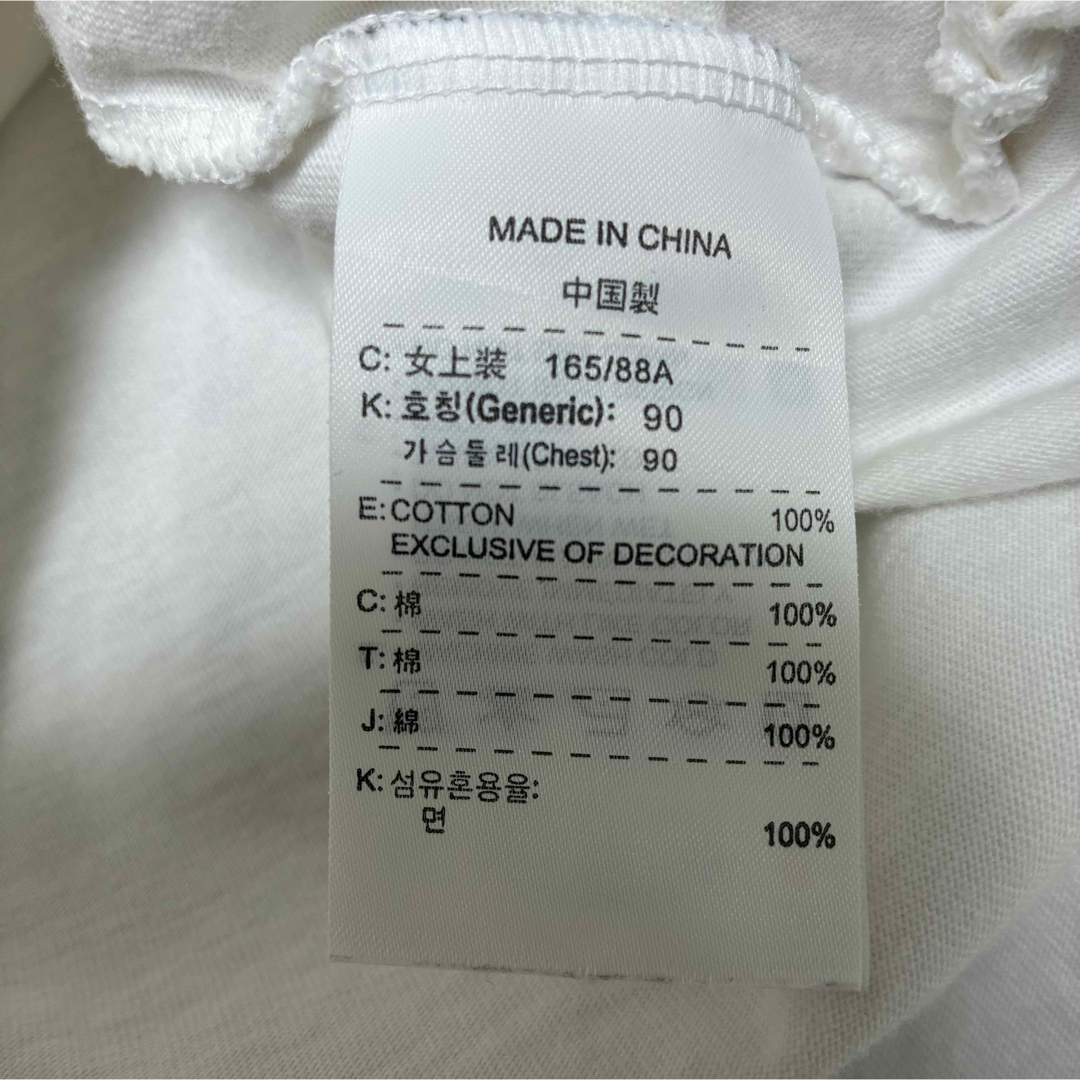 MADE IN CHINA
中国製
C: 女上装 165/88A
K: 호칭(Generic): 90
가슴둘레(Chest): 90
E: COTTON 100%
EXCLUSIVE OF DECORATION
C: 棉 100%
T: 棉 100%
J: 綿 100%
K: 섬유혼용율:
면 100%